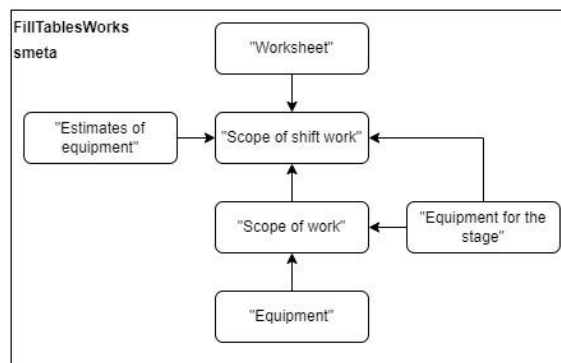 FillTablesWorks
smeta
"Worksheet"
"Estimates of
equipment"
"Scope of shift work"
"Scope of work"
"Equipment for the
stage"
"Equipment"